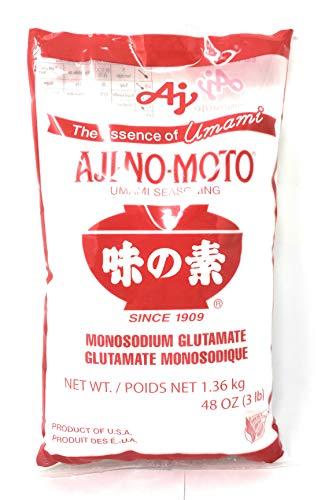 Aj
The Essence of Umami
AJI-NO-MOTO®
UMAMI SEASONING
味の素
®
SINCE 1909
MONOSODIUM GLUTAMATE
GLUTAMATE MONOSODIQUE
NET WT. / POIDS NET 1.36 kg
48 OZ (3 lb)
PRODUCT OF U.S.A.
PRODUIT DES É.-U.A.